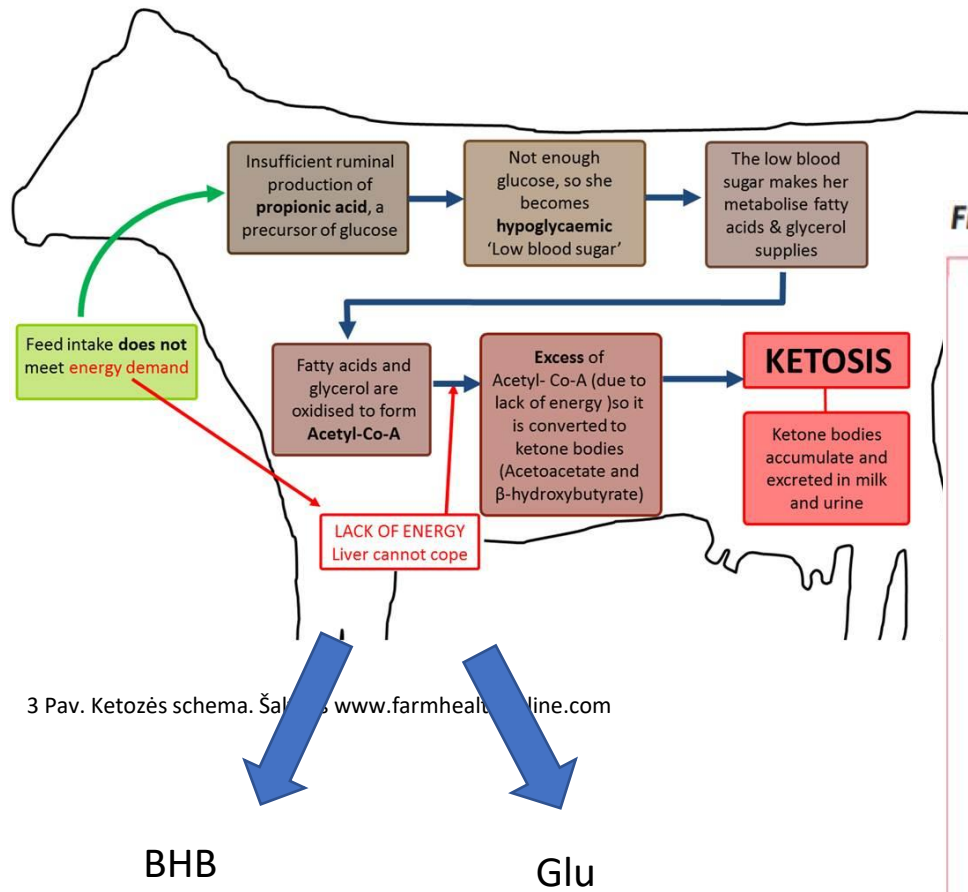 Insufficient ruminal
production of
propionic acid, a
precursor of glucose
Not enough
glucose, so she
becomes
hypoglycaemic
‘Low blood sugar’
The low blood
sugar makes her
metabolise fatty
acids & glycerol
supplies
Feed intake does not
meet energy demand
Fatty acids and
glycerol are
oxidised to form
Acetyl-Co-A
Excess of
Acetyl- Co-A (due to
lack of energy )so it
is converted to
ketone bodies
(Acetoacetate and
β-hydroxybutyrate)
KETOSIS
Ketone bodies
accumulate and
excreted in milk
and urine
LACK OF ENERGY
Liver cannot cope
3 Pav. Ketozės schema.
BHB
Glu